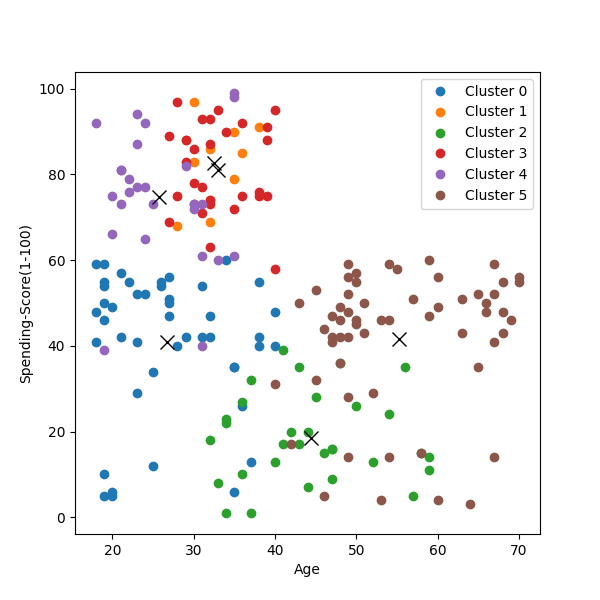 Cluster 0
Cluster 1
Cluster 2
Cluster 3
Cluster 4
Cluster 5
100
80
60
40
20
0
Spending-Score(1-100)
20 30 40 50 60 70
Age